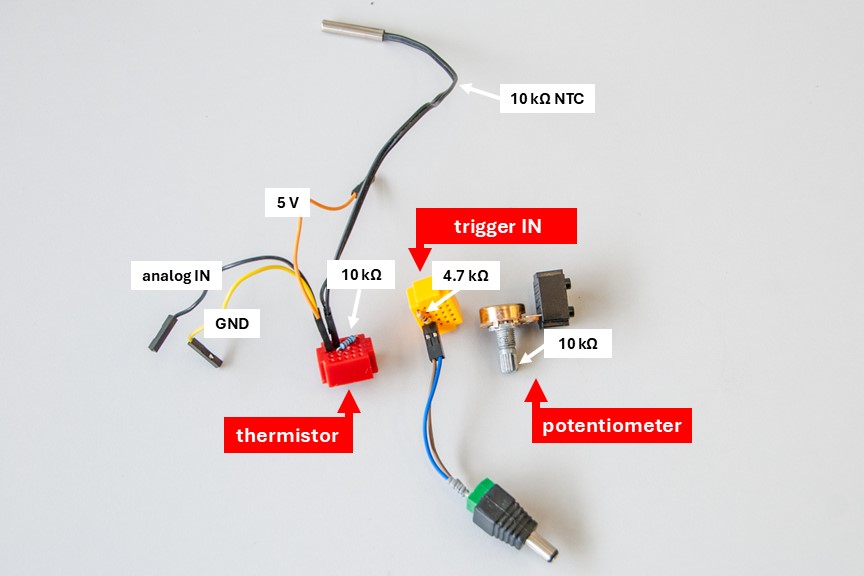 10 kΩ NTC
5 V
trigger IN
analog IN
10 kΩ
4.7 kΩ
GND
10 kΩ
thermistor
potentiometer